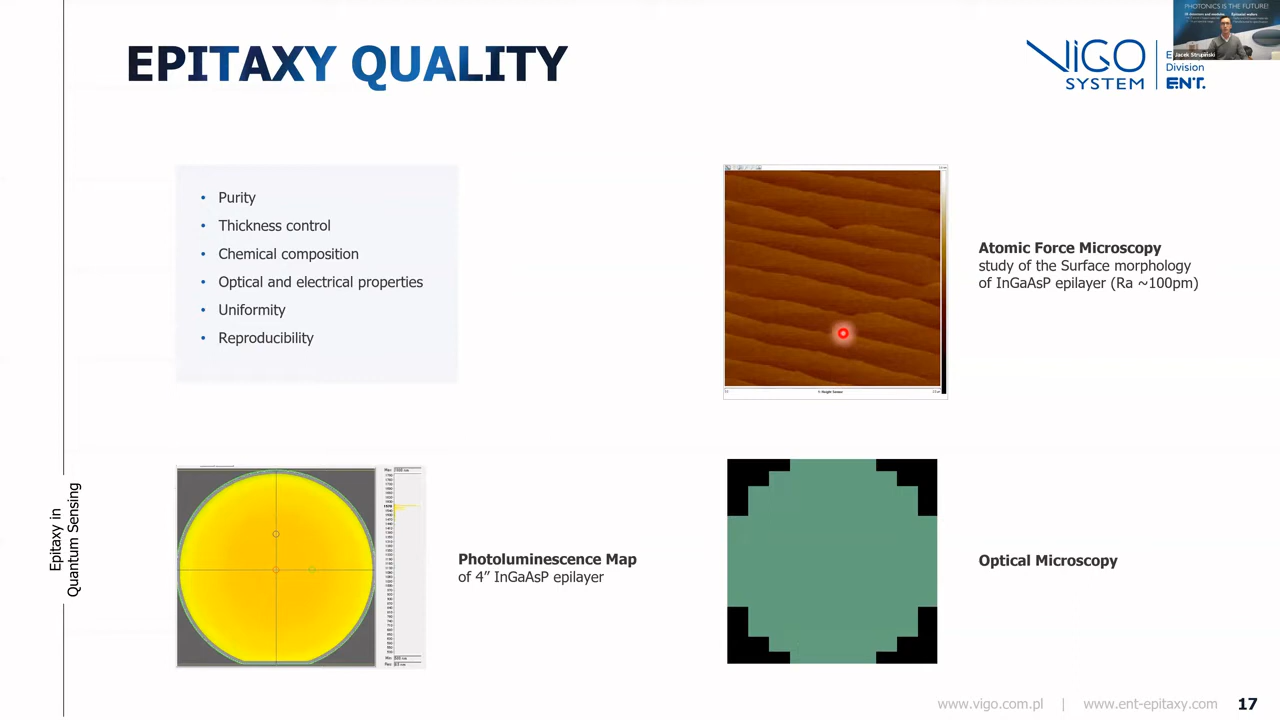 EPITAXY QUALITY
VIGO
SYSTEM
Division
ENT.
PHOTONICS IS THE FUTURE!
Jacek Strupiński
• Purity
• Thickness control
• Chemical composition
• Optical and electrical properties
• Uniformity
• Reproducibility
Atomic Force Microscopy
study of the Surface morphology
of InGaAsP epilayer (Ra ~100pm)
Height Sensor
Epitaxy in
Quantum Sensing
Photoluminescence Map
of 4” InGaAsP epilayer
Optical Microscopy
www.vigo.com.pl | www.ent-epitaxy.com 17